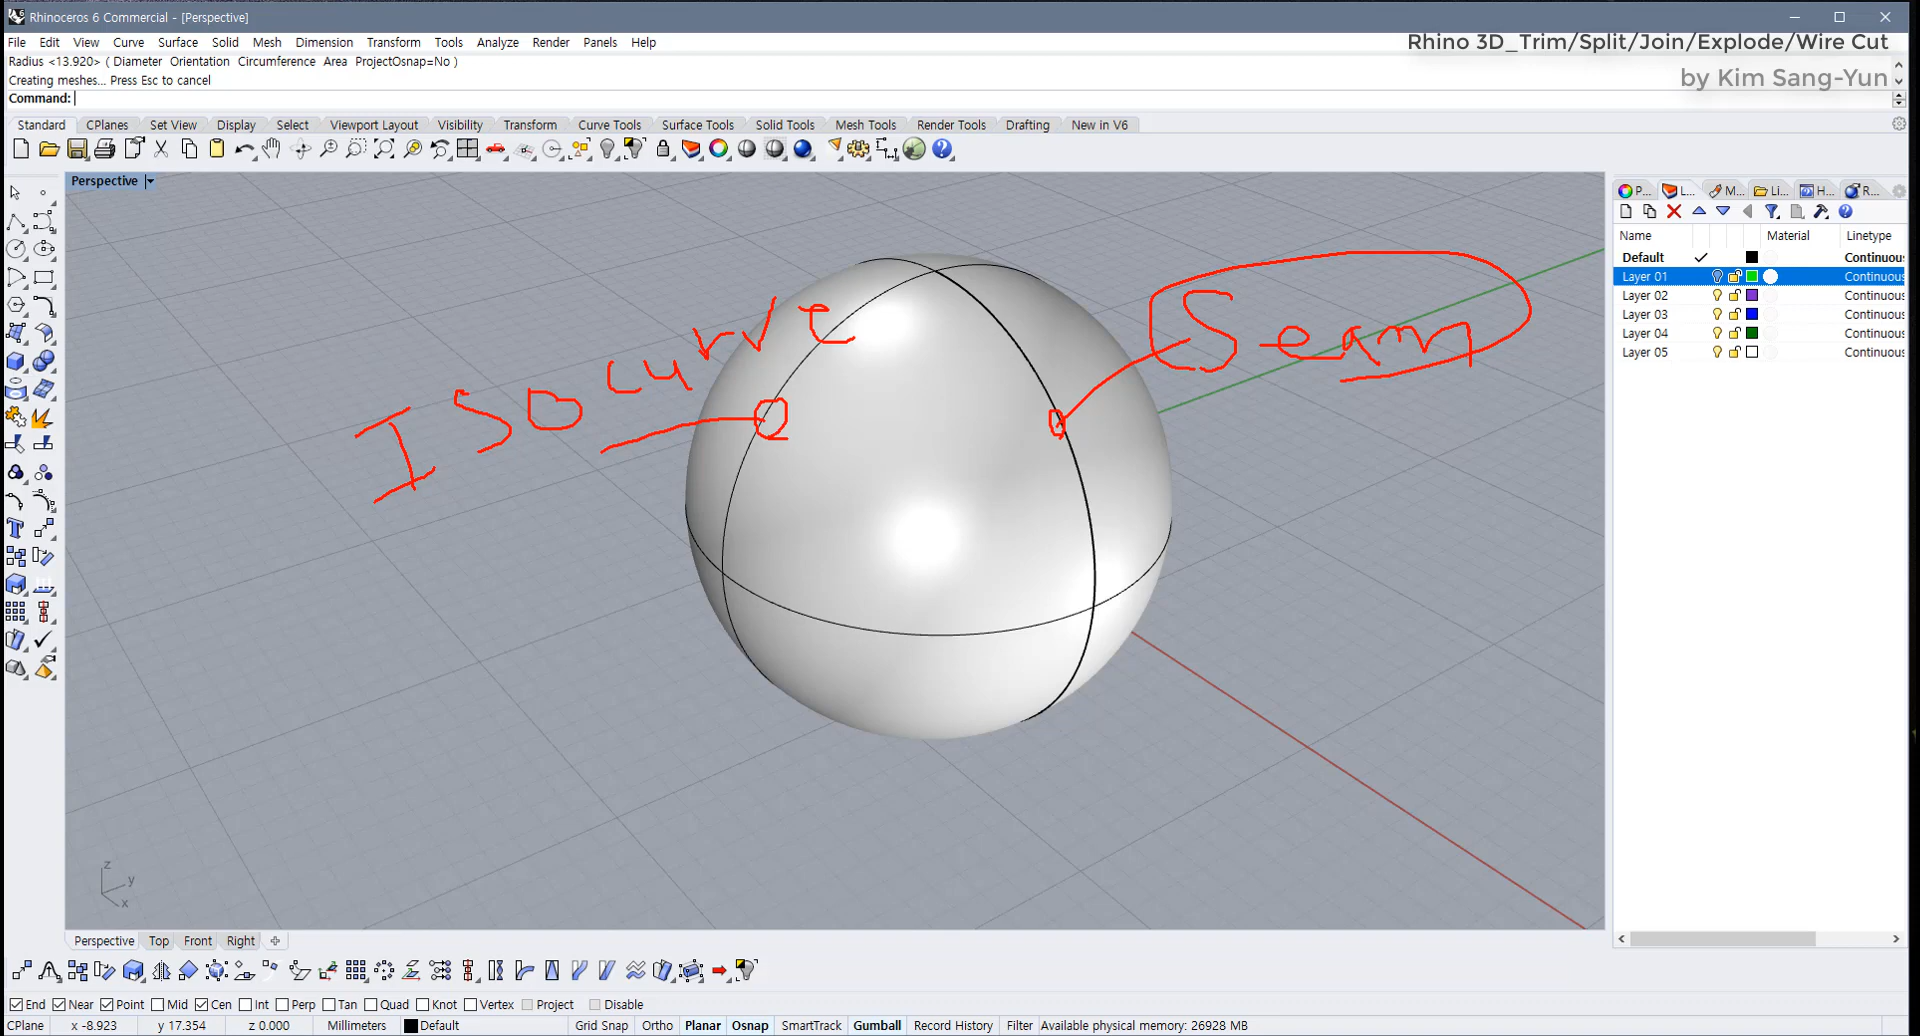 Rhinoceros 6 Commercial - [Perspective]
File Edit View Curve Surface Solid Mesh Dimension Transform Tools Analyze Render Panels Help
Rhino 3D_Trim/Split/Join/Explode/Wire Cut
by Kim Sang-Yun
Radius <13.920> ( Diameter Orientation Circumference Area ProjectOsnap=No )
Creating meshes... Press Esc to cancel
Command:
Standard CPlanes Set View Display Select Viewport Layout Visibility Transform Curve Tools Surface Tools Solid Tools Mesh Tools Render Tools Drafting New in V6
Perspective
P... L... M... Li... H... R...
Name Material Linetype
Default Continuou
Layer 01 Continuous
Layer 02 Continuous
Layer 03 Continuous
Layer 04 Continuous
Layer 05 Continuous
Isocurve
Seam
z
y
x
Perspective Top Front Right
End Near Point Mid Cen Int Perp Tan Quad Knot Vertex Project Disable
CPlane x -8.923 y 17.354 z 0.000 Millimeters Default Grid Snap Ortho Planar Osnap SmartTrack Gumball Record History Filter Available physical memory: 26928 MB